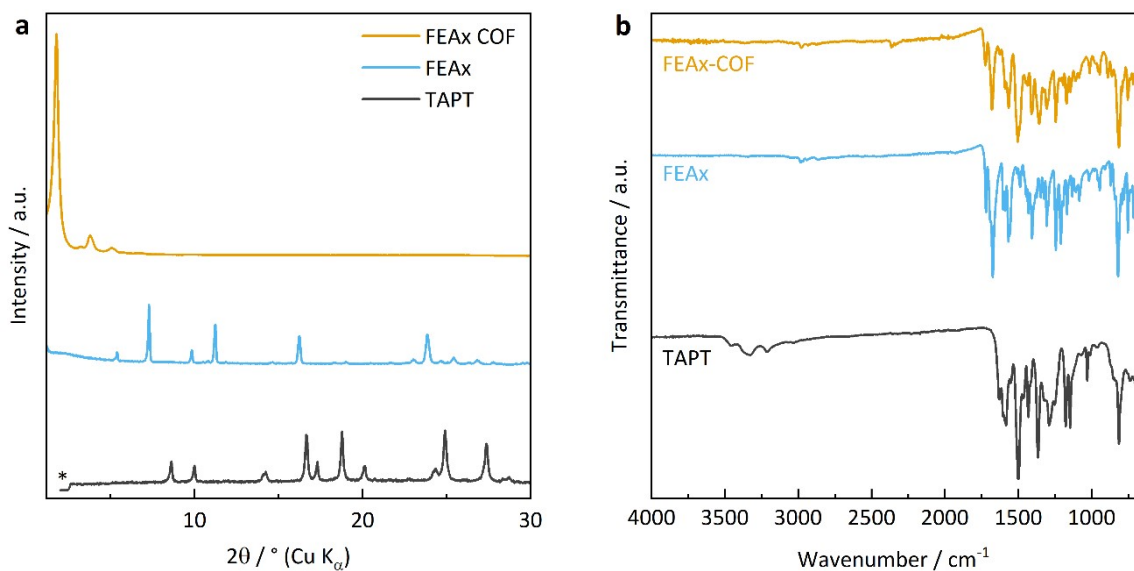 a
FEAx COF
FEAx
TAPT
Intensity / a.u.
*
10
20
30
2θ / ° (Cu Kα)
b
FEAx-COF
FEAx
TAPT
Transmittance / a.u.
4000
3500
3000
2500
2000
1500
1000
Wavenumber / cm⁻¹